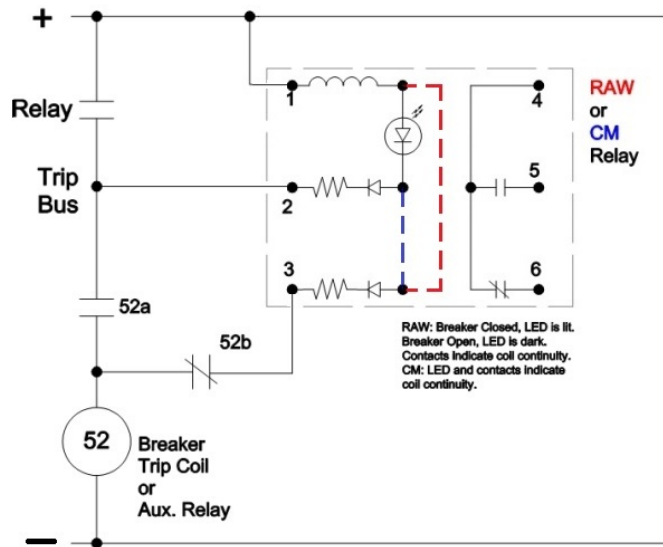 +
Relay
Trip
Bus
52a
52b
52
Breaker
Trip Coil
or
Aux. Relay
1
2
3
4
5
6
RAW
or
CM
Relay
RAW: Breaker Closed, LED is lit.
Breaker Open, LED is dark.
Contacts indicate coil continuity.
CM: LED and contacts indicate
coil continuity.
—